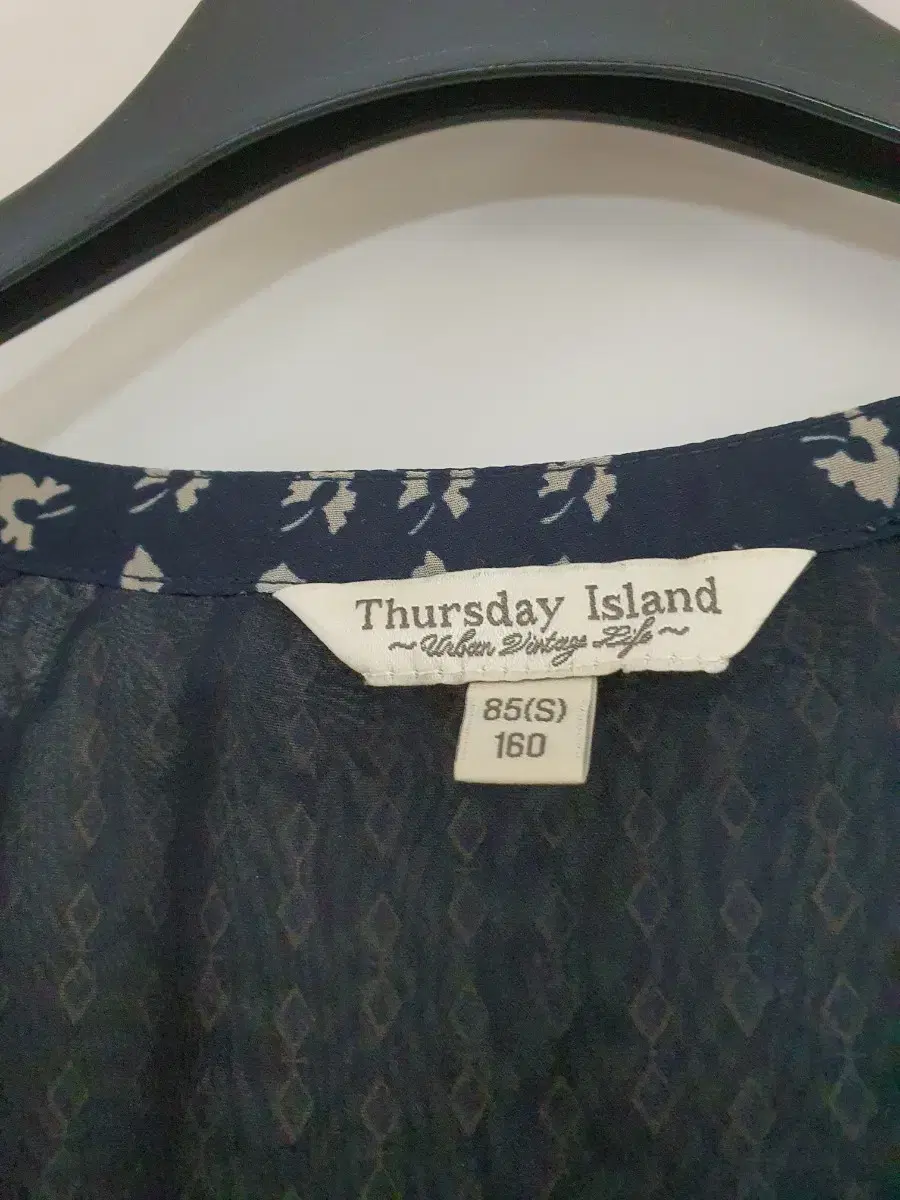 Thursday Island
~Urban Vintage Life~
85(S)
160